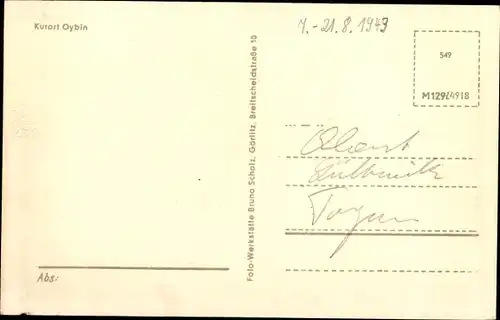 Kurort Oybin
7.-21.8.1949
549
M129/4918
Foto-Werkstätte Bruno Scholz, Görlitz, Breitscheidstraße 10
Abs: